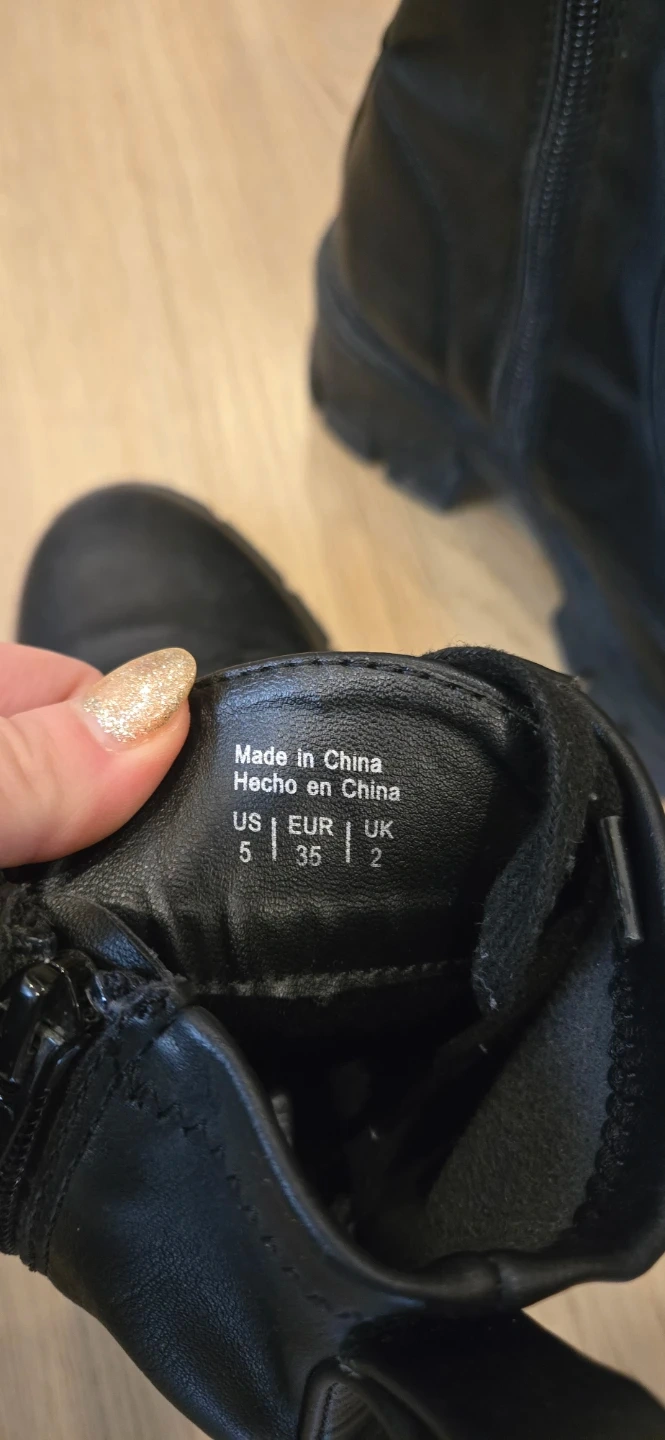 Made in China
Hecho en China
US | EUR | UK
5 | 35 | 2